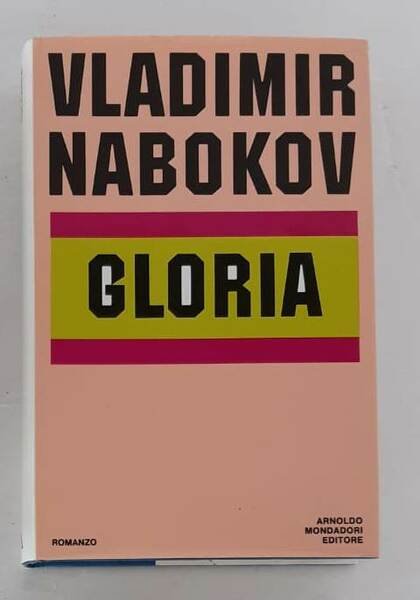 VLADIMIR
NABOKOV
GLORIA
ROMANZO
ARNOLDO
MONDADORI
EDITORE